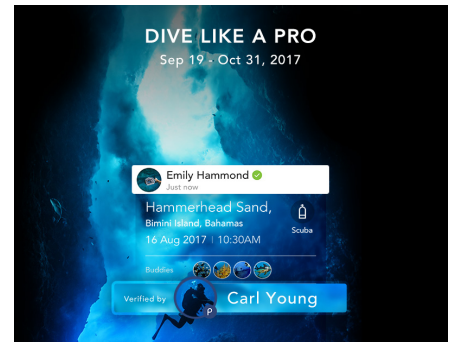 DIVE LIKE A PRO
Sep 19 - Oct 31, 2017
Emily Hammond
Just now
Hammerhead Sand,
Bimini Island, Bahamas
16 Aug 2017 | 10:30AM
Scuba
Buddies
Verified by
Carl Young
P